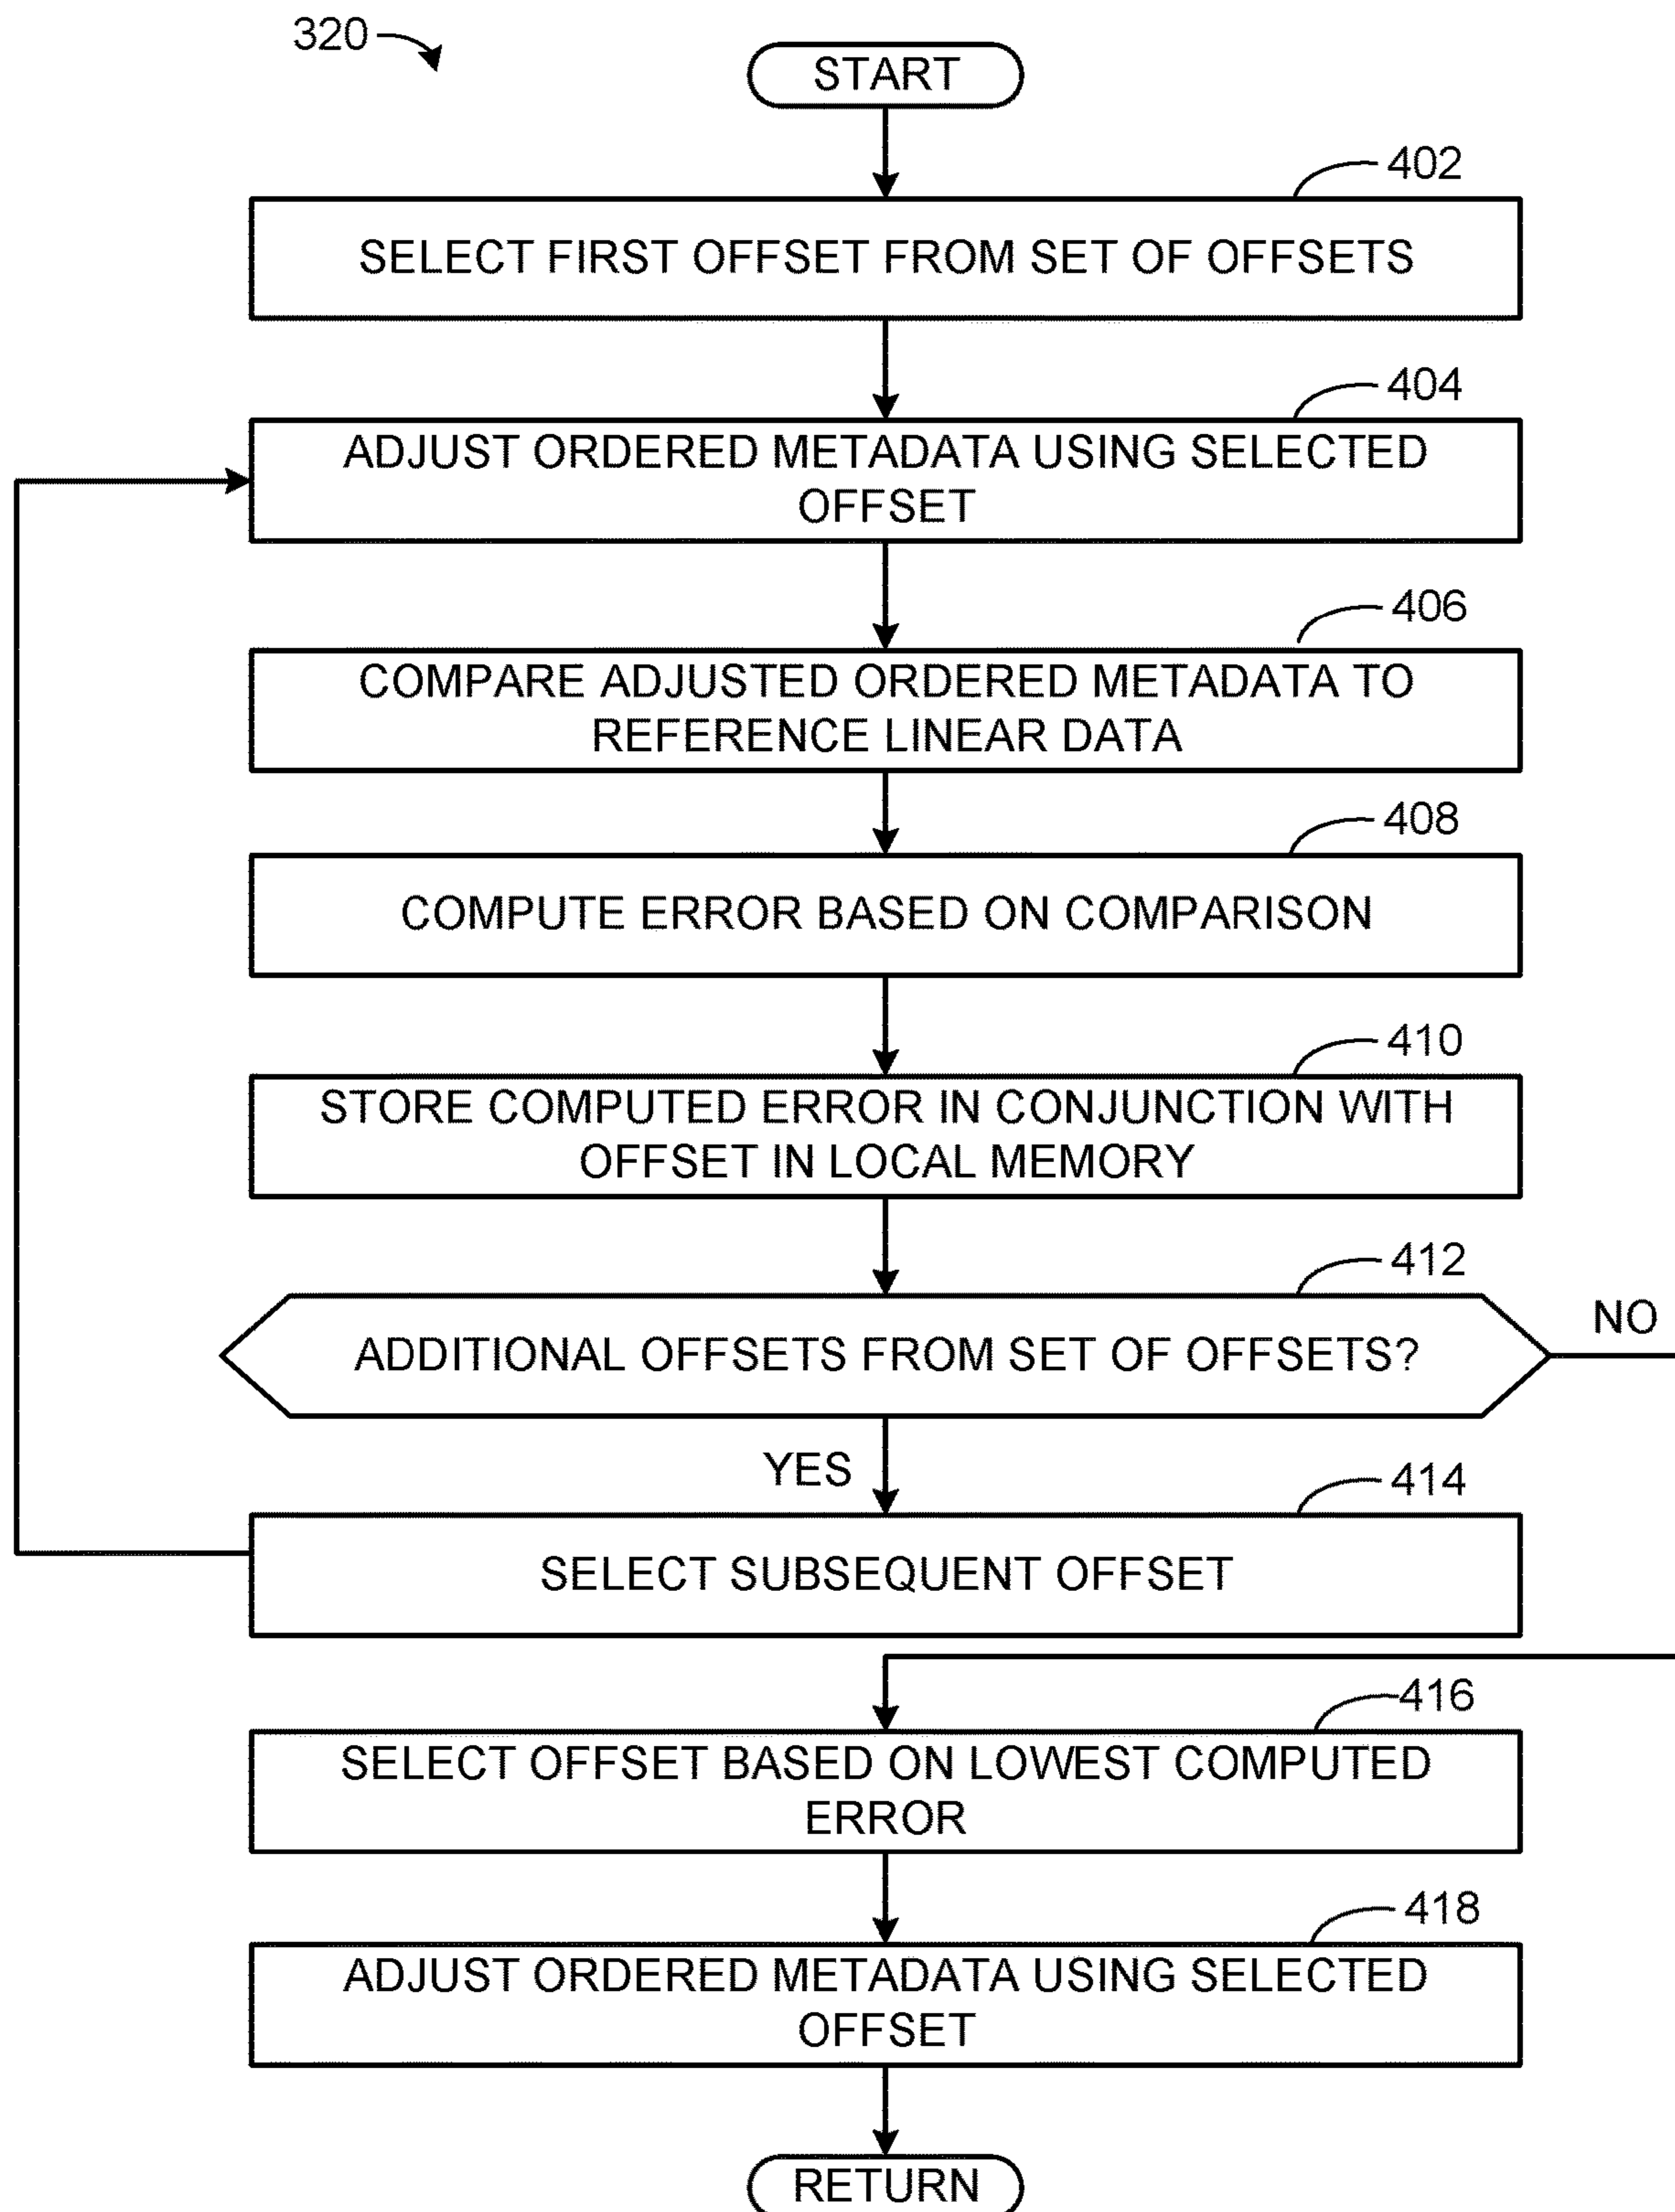 320
START
402
SELECT FIRST OFFSET FROM SET OF OFFSETS
404
ADJUST ORDERED METADATA USING SELECTED
OFFSET
406
COMPARE ADJUSTED ORDERED METADATA TO
REFERENCE LINEAR DATA
408
COMPUTE ERROR BASED ON COMPARISON
410
STORE COMPUTED ERROR IN CONJUNCTION WITH
OFFSET IN LOCAL MEMORY
412
NO
ADDITIONAL OFFSETS FROM SET OF OFFSETS?
YES
414
SELECT SUBSEQUENT OFFSET
416
SELECT OFFSET BASED ON LOWEST COMPUTED
ERROR
418
ADJUST ORDERED METADATA USING SELECTED
OFFSET
RETURN